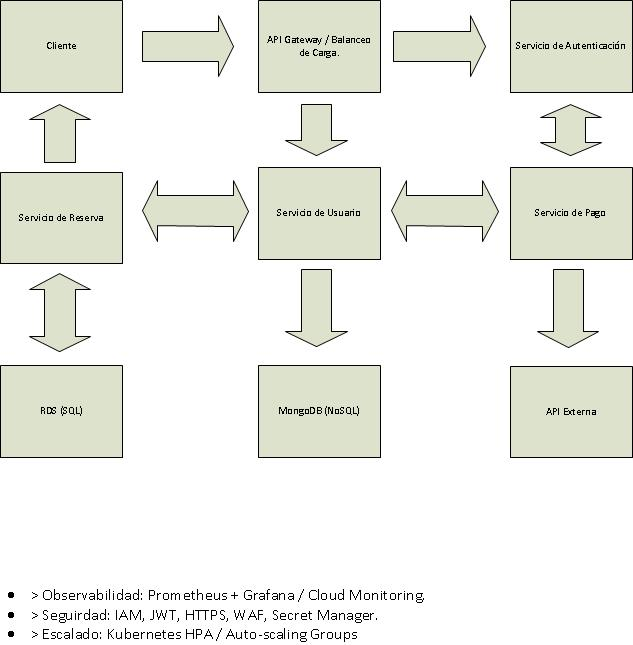 Cliente
API Gateway / Balanceo
de Carga.
Servicio de Autenticación
Servicio de Reserva
Servicio de Usuario
Servicio de Pago
RDS (SQL)
MongoDB (NoSQL)
API Externa
• > Observabilidad: Prometheus + Grafana / Cloud Monitoring.
• > Seguirdad: IAM, JWT, HTTPS, WAF, Secret Manager.
• > Escalado: Kubernetes HPA / Auto-scaling Groups